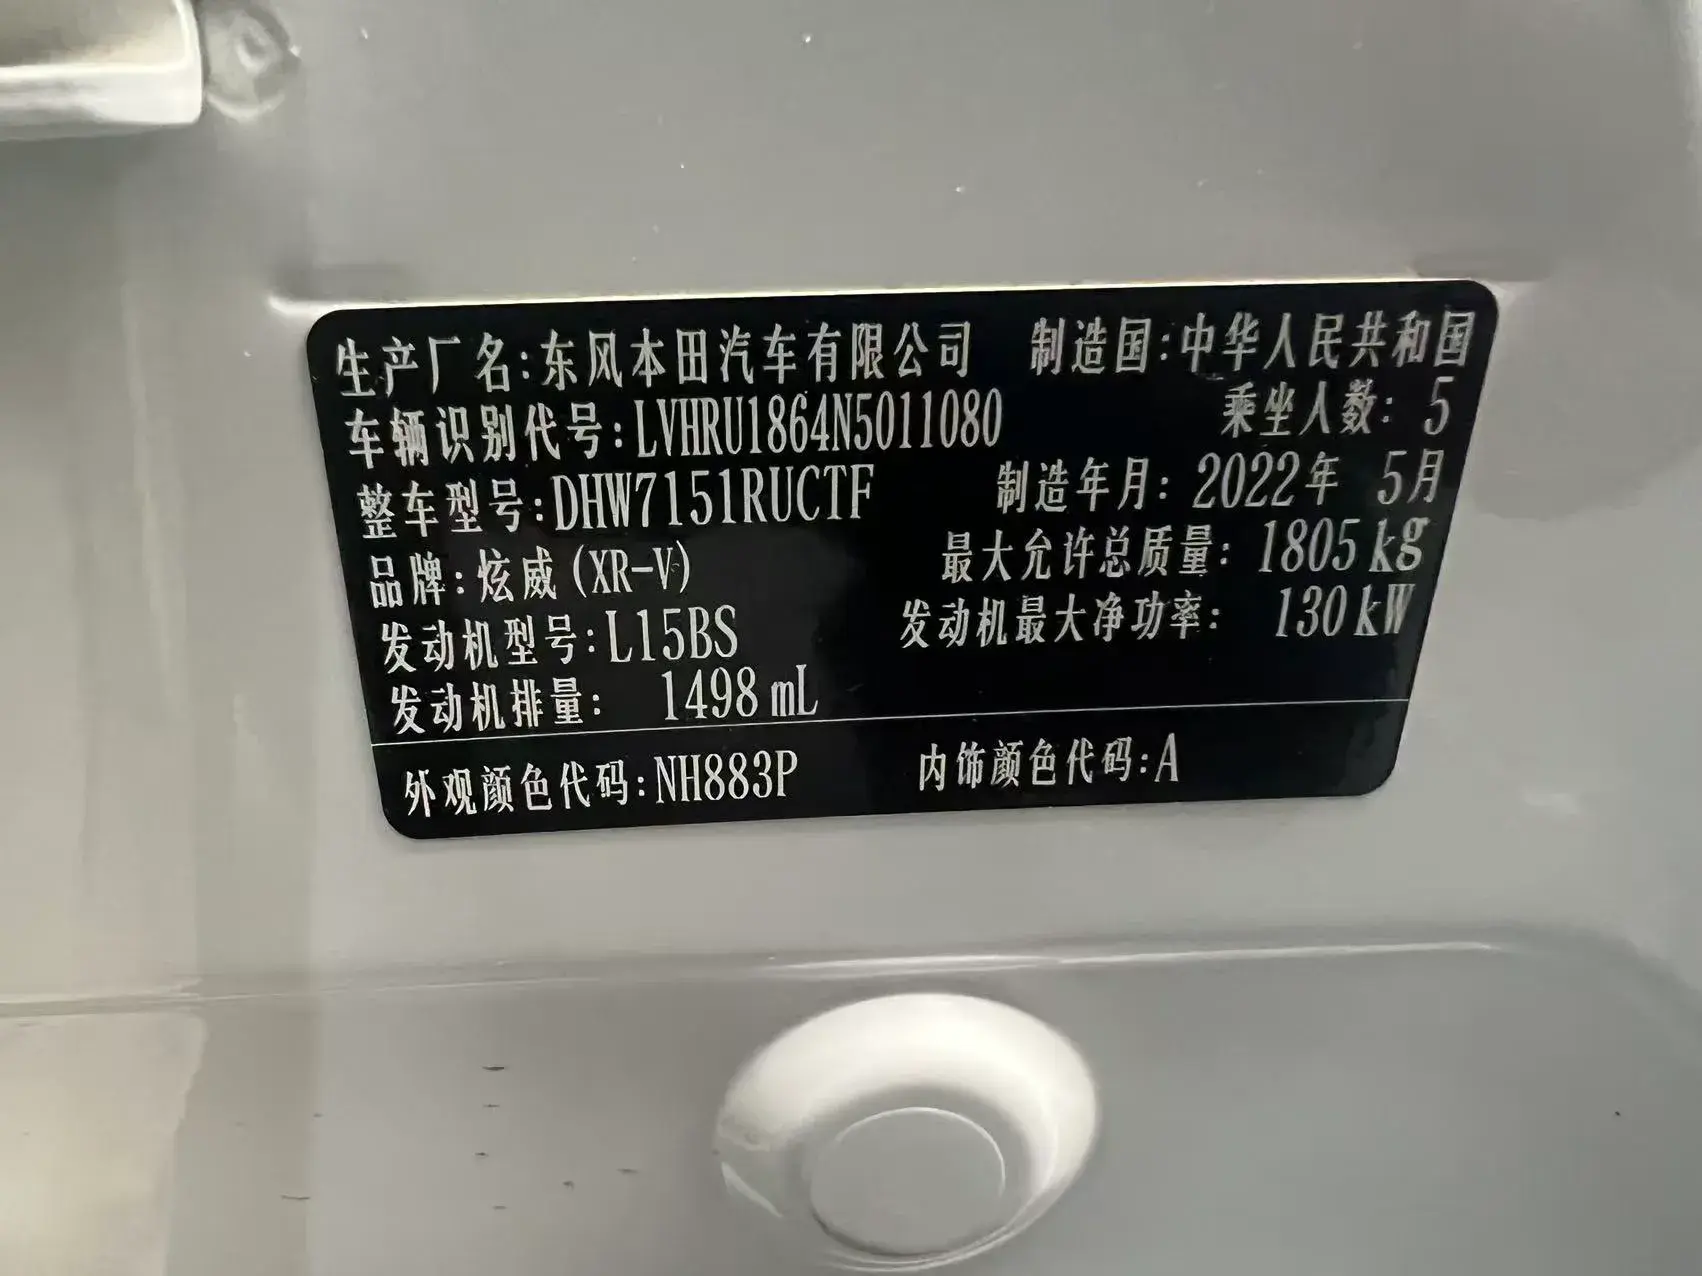 生产厂名:东风本田汽车有限公司 制造国:中华人民共和国
车辆识别代号:LVHRU1864N5011080 乘坐人数: 5
整车型号:DHW7151RUCTF 制造年月: 2022年 5月
品牌:炫威(XR-V) 最大允许总质量: 1805 kg
发动机型号:L15BS 发动机最大净功率: 130 kW
发动机排量: 1498 mL
外观颜色代码:NH883P 内饰颜色代码:A